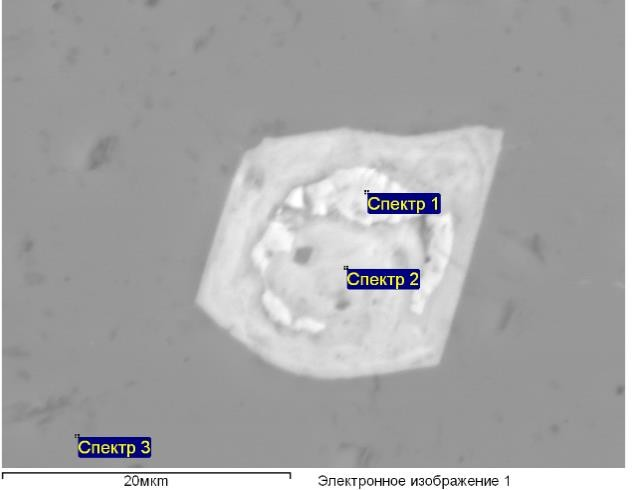 Спектр 1
Спектр 2
Спектр 3
20мкm
Электронное изображение 1